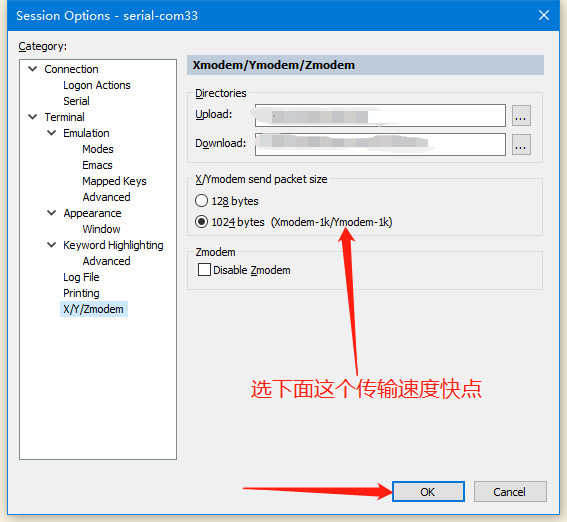 Session Options - serial-com33
Category:
Connection
Logon Actions
Serial
Terminal
Emulation
Modes
Emacs
Mapped Keys
Advanced
Appearance
Window
Keyword Highlighting
Advanced
Log File
Printing
X/Y/Zmodem
Xmodem/Ymodem/Zmodem
Directories
Upload:
...
Download:
...
X/Ymodem send packet size
128 bytes
1024 bytes (Xmodem-1k/Ymodem-1k)
Zmodem
Disable Zmodem
选下面这个传输速度快点
OK Cancel